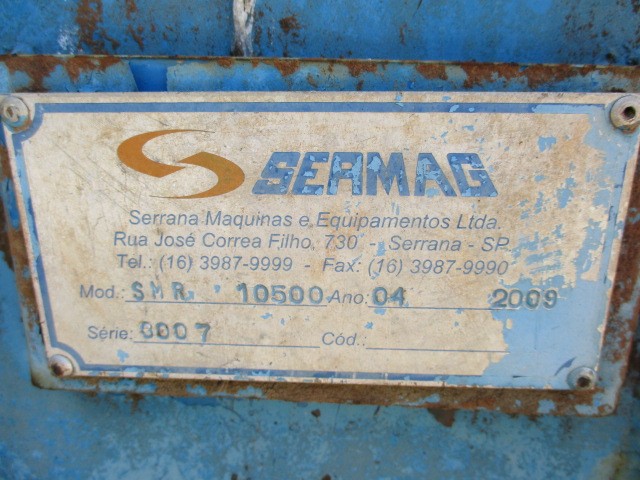 SERMAG
Serrana Maquinas e Equipamentos Ltda.
Rua José Correa Filho, 730 - Serrana - SP
Tel.: (16) 3987-9999 - Fax: (16) 3987-9990
Mod.: SMR 10500 Ano: 04 2009
Série: 0007 Cód.: